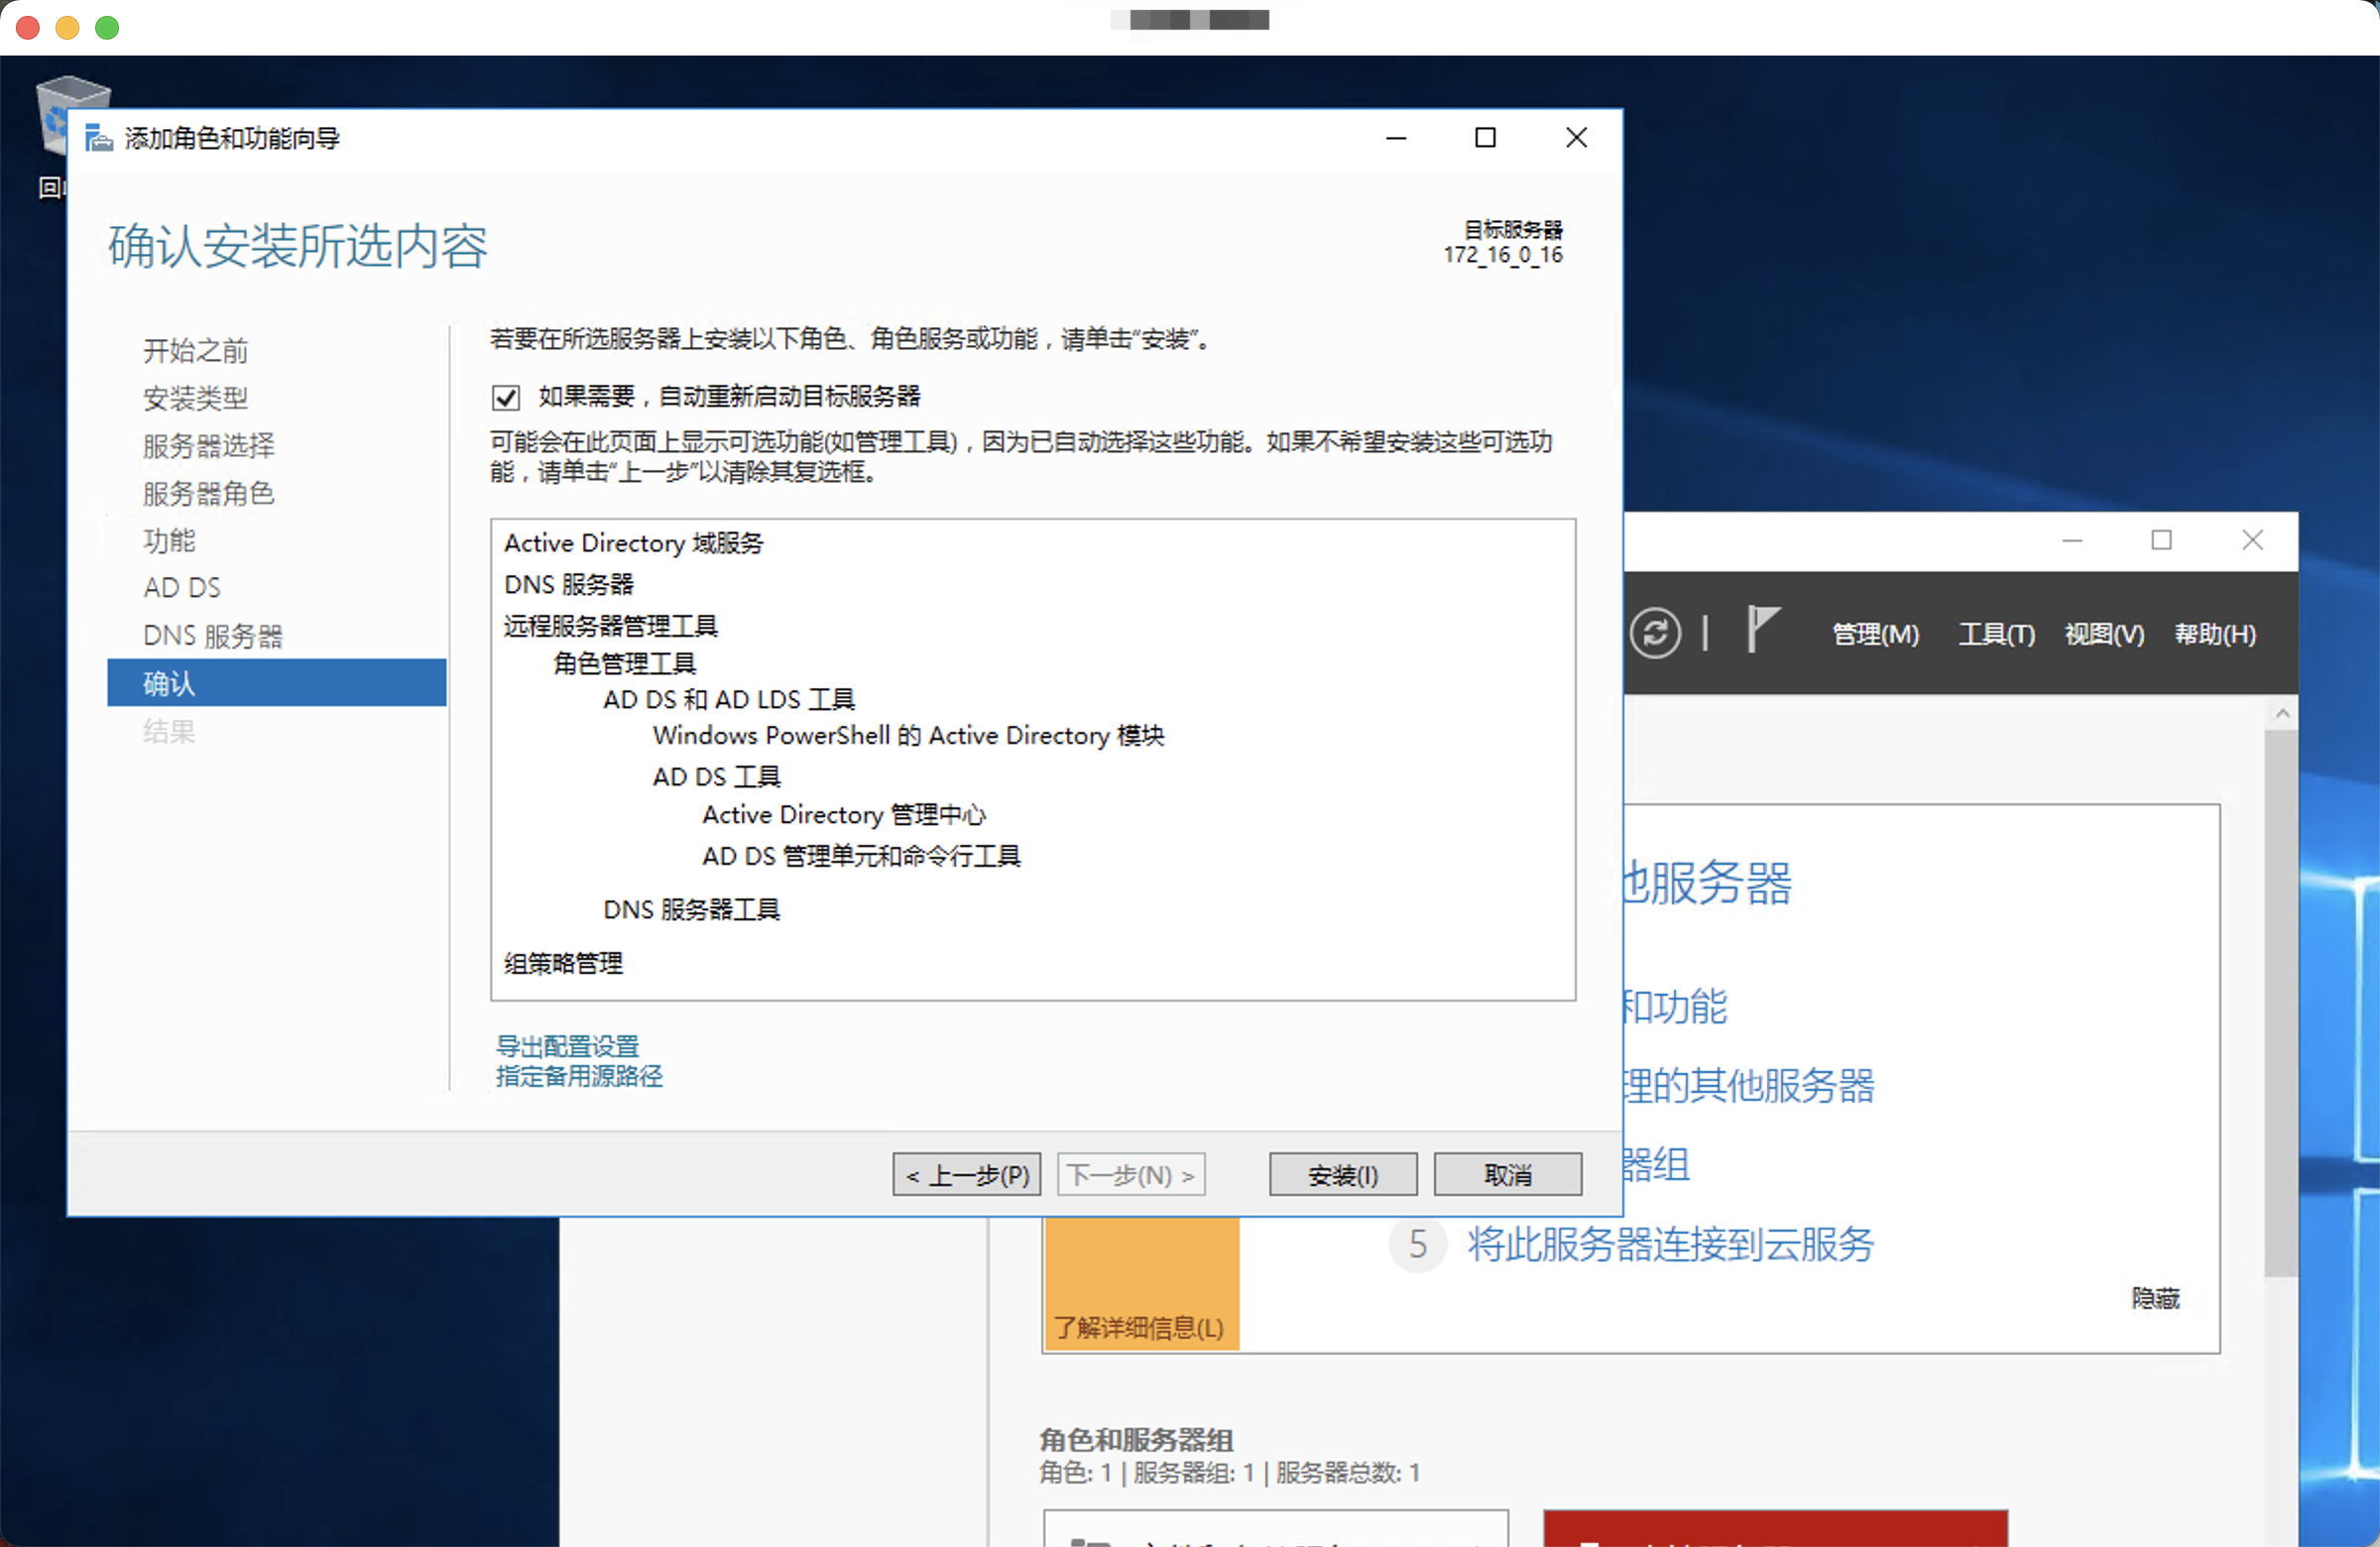 添加角色和功能向导
确认安装所选内容
目标服务器
172_16_0_16
开始之前
安装类型
服务器选择
服务器角色
功能
AD DS
DNS 服务器
确认
结果
若要在所选服务器上安装以下角色、角色服务或功能，请单击“安装”。
如果需要，自动重新启动目标服务器
可能会在此页面上显示可选功能(如管理工具)，因为已自动选择这些功能。如果不希望安装这些可选功
能，请单击“上一步”以清除其复选框。
Active Directory 域服务
DNS 服务器
远程服务器管理工具
角色管理工具
AD DS 和 AD LDS 工具
Windows PowerShell 的 Active Directory 模块
AD DS 工具
Active Directory 管理中心
AD DS 管理单元和命令行工具
DNS 服务器工具
组策略管理
导出配置设置
指定备用源路径
< 上一步(P)
下一步(N) >
安装(I)
取消
回
管理(M)
工具(T)
视图(V)
帮助(H)
他服务器
和功能
理的其他服务器
器组
5 将此服务器连接到云服务
隐藏
了解详细信息(L)
角色和服务器组
角色: 1 | 服务器组: 1 | 服务器总数: 1